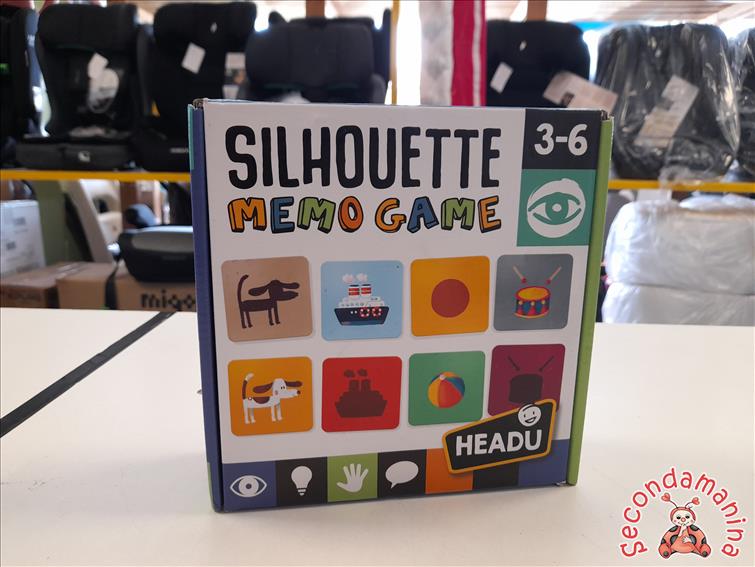 SILHOUETTE
MEMO GAME
3-6
HEADU
Secondamanina